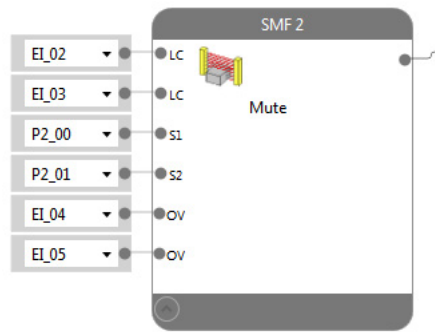 SMF 2
EI_02 LC
EI_03 LC
Mute
P2_00 S1
P2_01 S2
EI_04 OV
EI_05 OV